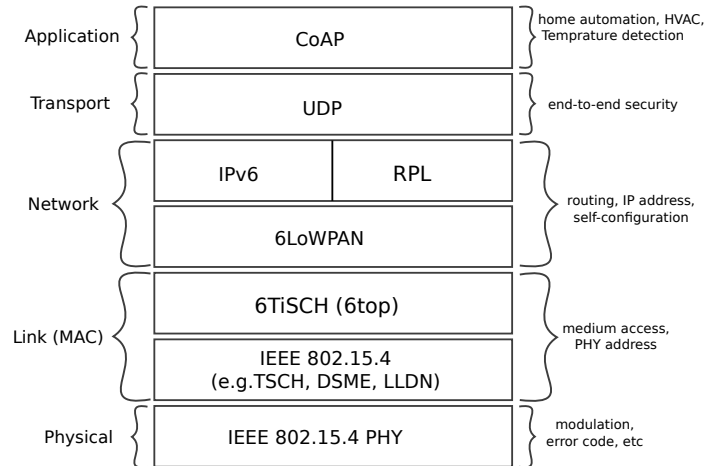 Application
CoAP
home automation, HVAC,
Temprature detection
Transport
UDP
end-to-end security
Network
IPv6
RPL
6LoWPAN
routing, IP address,
self-configuration
Link (MAC)
6TiSCH (6top)
IEEE 802.15.4
(e.g.TSCH, DSME, LLDN)
medium access,
PHY address
Physical
IEEE 802.15.4 PHY
modulation,
error code, etc